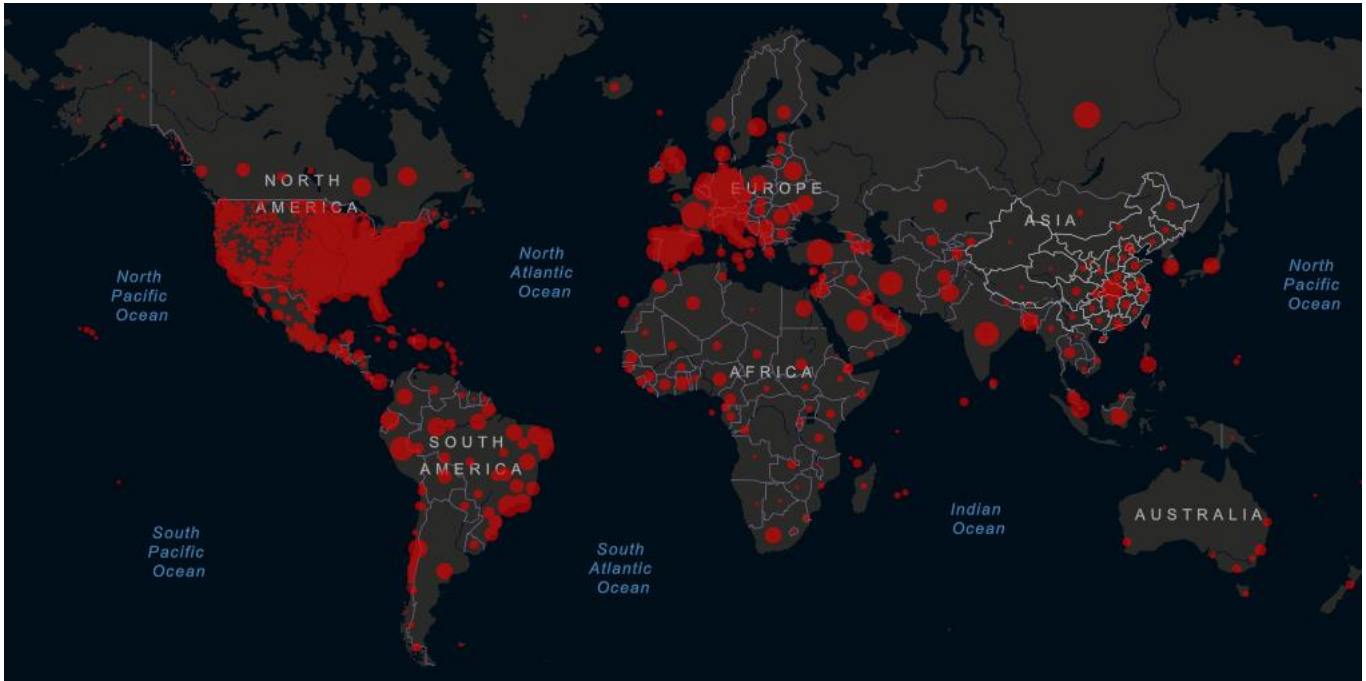 NORTH
AMERICA
EUROPE
ASIA
North
Atlantic
Ocean
North
Pacific
Ocean
North
Pacific
Ocean
AFRICA
SOUTH
AMERICA
Indian
Ocean
AUSTRALIA
South
Pacific
Ocean
South
Atlantic
Ocean